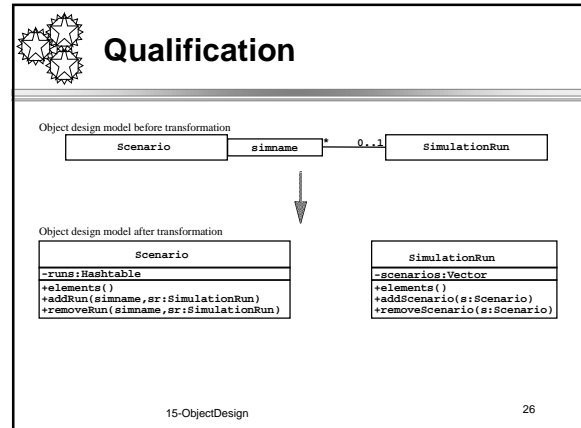 Qualification
Object design model before transformation
Scenario simname * 0..1 SimulationRun
Object design model after transformation
Scenario
-runs:Hashtable
+elements()
+addRun(simname,sr:SimulationRun)
+removeRun(simname,sr:SimulationRun)
SimulationRun
-scenarios:Vector
+elements()
+addScenario(s:Scenario)
+removeScenario(s:Scenario)
15-ObjectDesign 26